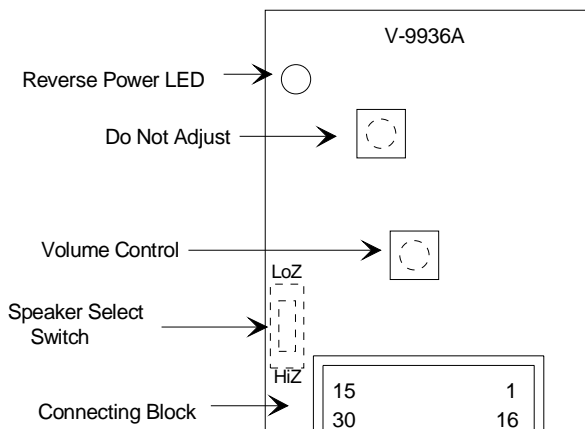 V-9936A
Reverse Power LED
Do Not Adjust
Volume Control
LoZ
Speaker Select
Switch
HiZ
15 1
Connecting Block
30 16